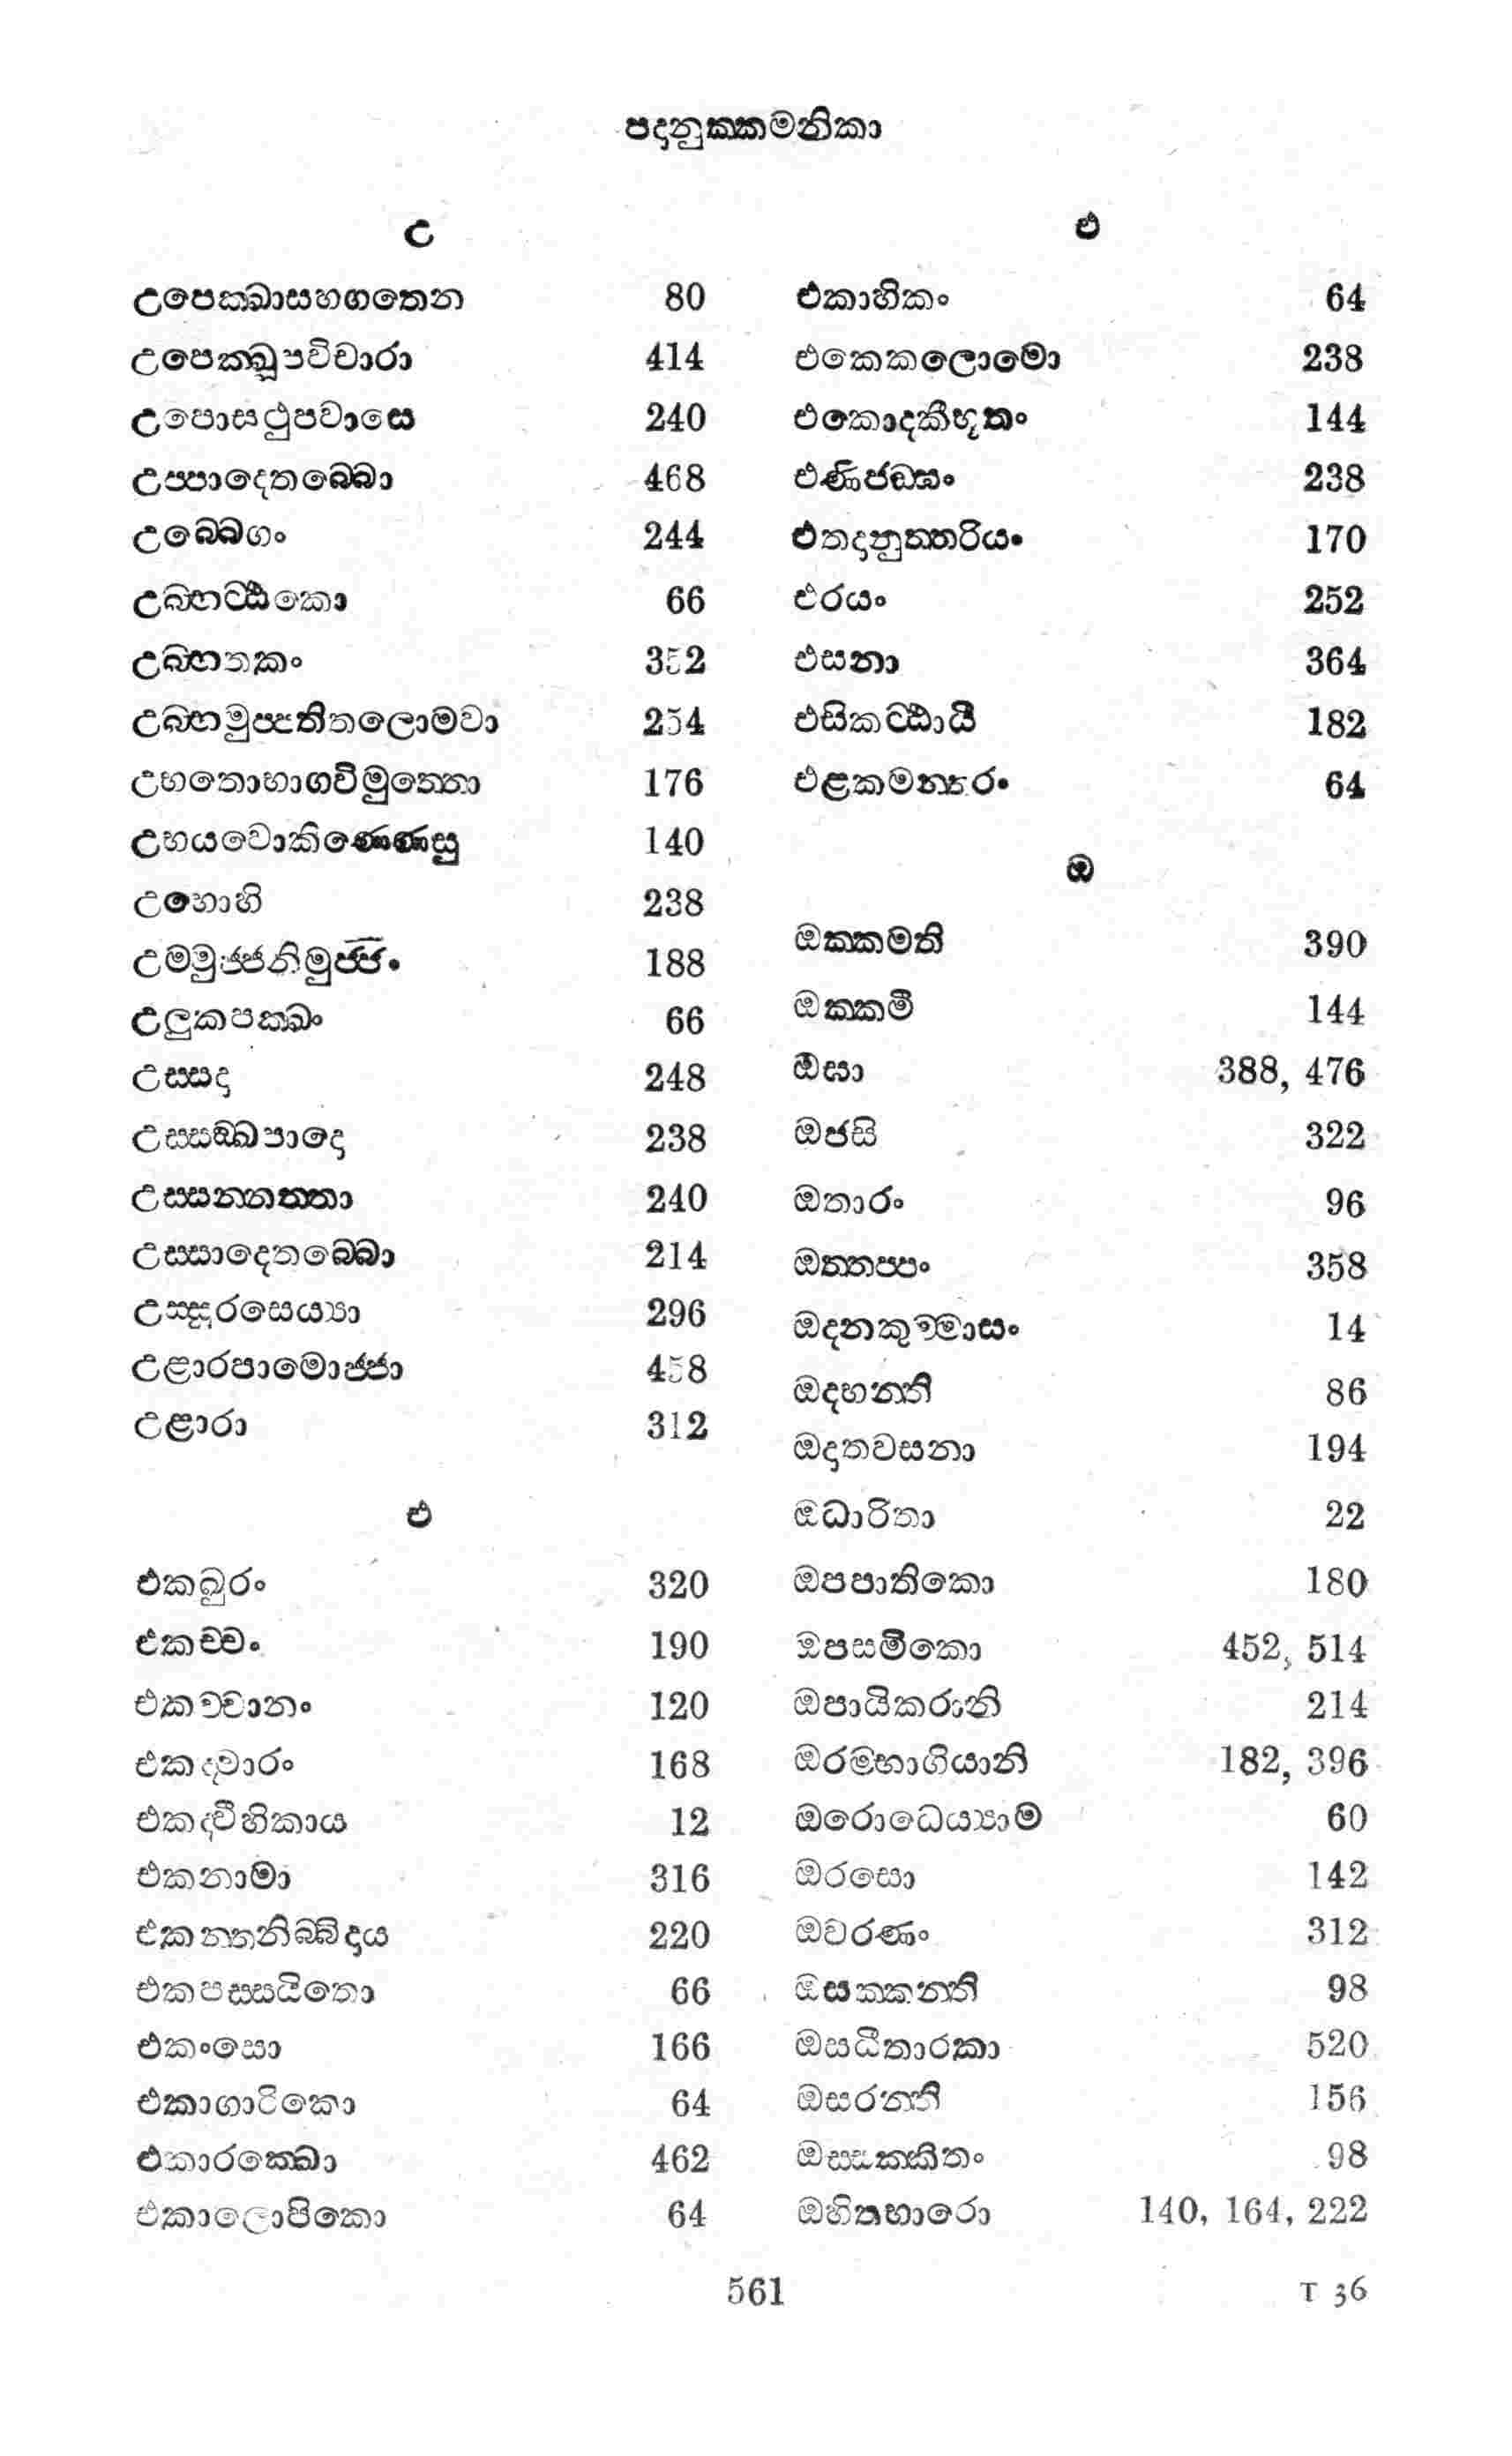 පදානුක්කමනිකා
උ
උපෙක්ඛාසහගතෙන 80
උපෙක්ඛූපවිචාරා 414
උපොසථුපවාසෙ 240
උප්පාදෙතබ්බො 468
උබ්බෙගං 244
උබ්භට්ඨකො 66
උබ්භතකං 352
උබ්භමුප්පතිතලොමවා 254
උභතොභාගවිමුත්තො 176
උභයවොකිණ්ණෙසු 140
උභොහි 238
උම්මුජ්ජනිමුජ්ජං 188
උලුකපක්ඛං 66
උස්සදා 248
උස්සඞ්ඛපාදො 238
උස්සන්නත්තා 240
උස්සාදෙතබ්බො 214
උස්සූරසෙය්‍යා 296
උළාරපාමොජ්ජා 458
උළාරා 312
එ
එකඛුරං 320
එකච්චං 190
එකච්චානං 120
එකද්වාරං 168
එකද්වීහිකාය 12
එකනාමා 316
එකන්තනිබ්බිදාය 220
එකපස්සයිතො 66
එකංසො 166
එකාගාරිකො 64
එකාරක්ඛො 462
එකාලොපිකො 64
එ
එකාහිකං 64
එකෙකලොමො 238
එකොදකීභූතං 144
එණිජඞ්ඝං 238
එතදානුත්තරියං 170
එරයං 252
එසනා 364
එසිකට්ඨායී 182
එළකමන්තරං 64
ඔ
ඔක්කමති 390
ඔක්කමී 144
ඔඝා 388, 476
ඔජසි 322
ඔතාරං 96
ඔත්තප්පං 358
ඔදනකුම්මාසං 14
ඔදහන්ති 86
ඔදාතවසනා 194
ඔධාරිතා 22
ඔපපාතිකො 180
ඔපසමිකො 452, 514
ඔපායිකරානි 214
ඔරම්භාගියානි 182, 396
ඔරොධෙය්‍යාම 60
ඔරසො 142
ඔවරණං 312
ඔසක්කන්ති 98
ඔසධීතාරකා 520
ඔසරන්ති 156
ඔස්සක්කිතං 98
ඔහිතභාරො 140, 164, 222
561 T 36